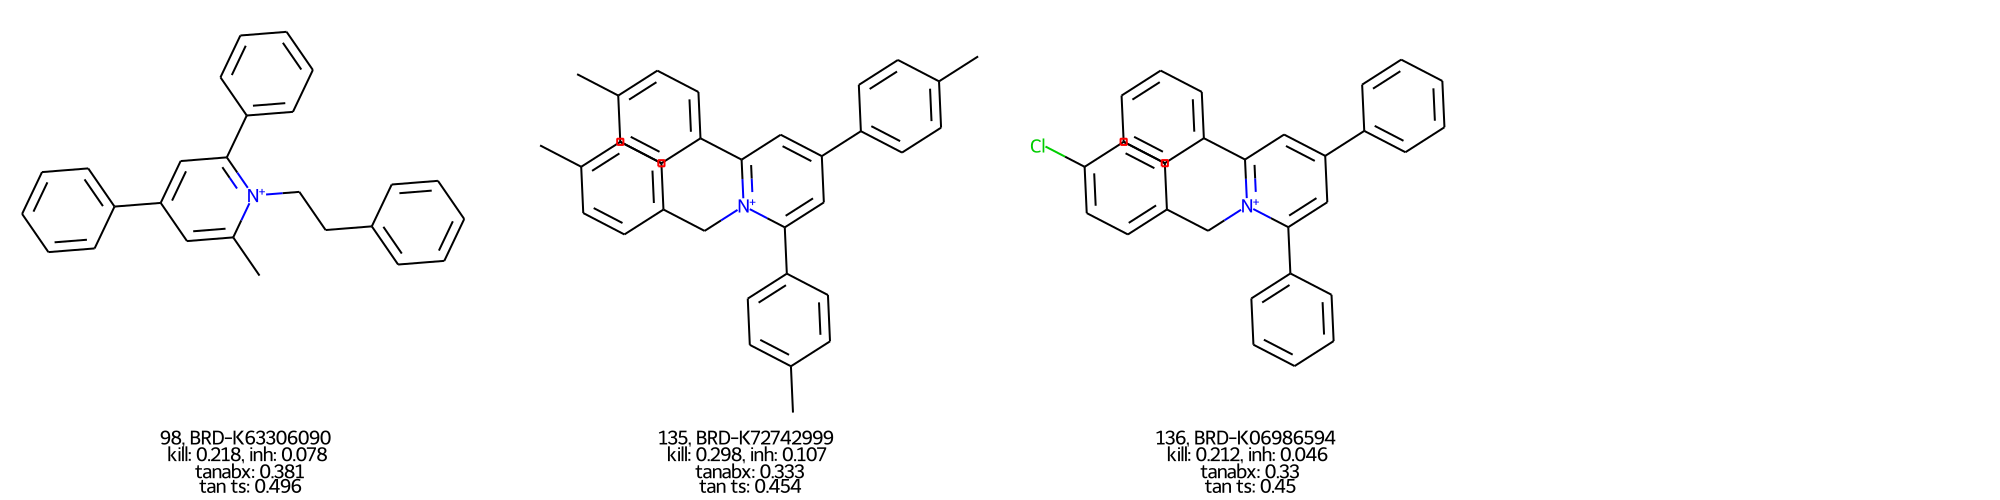 N+
N+
Cl
N+
98, BRD-K63306090
kill: 0.218, inh: 0.078
tanabx: 0.381
tan ts: 0.496
135, BRD-K72742999
kill: 0.298, inh: 0.107
tanabx: 0.333
tan ts: 0.454
136, BRD-K06986594
kill: 0.212, inh: 0.046
tanabx: 0.33
tan ts: 0.45